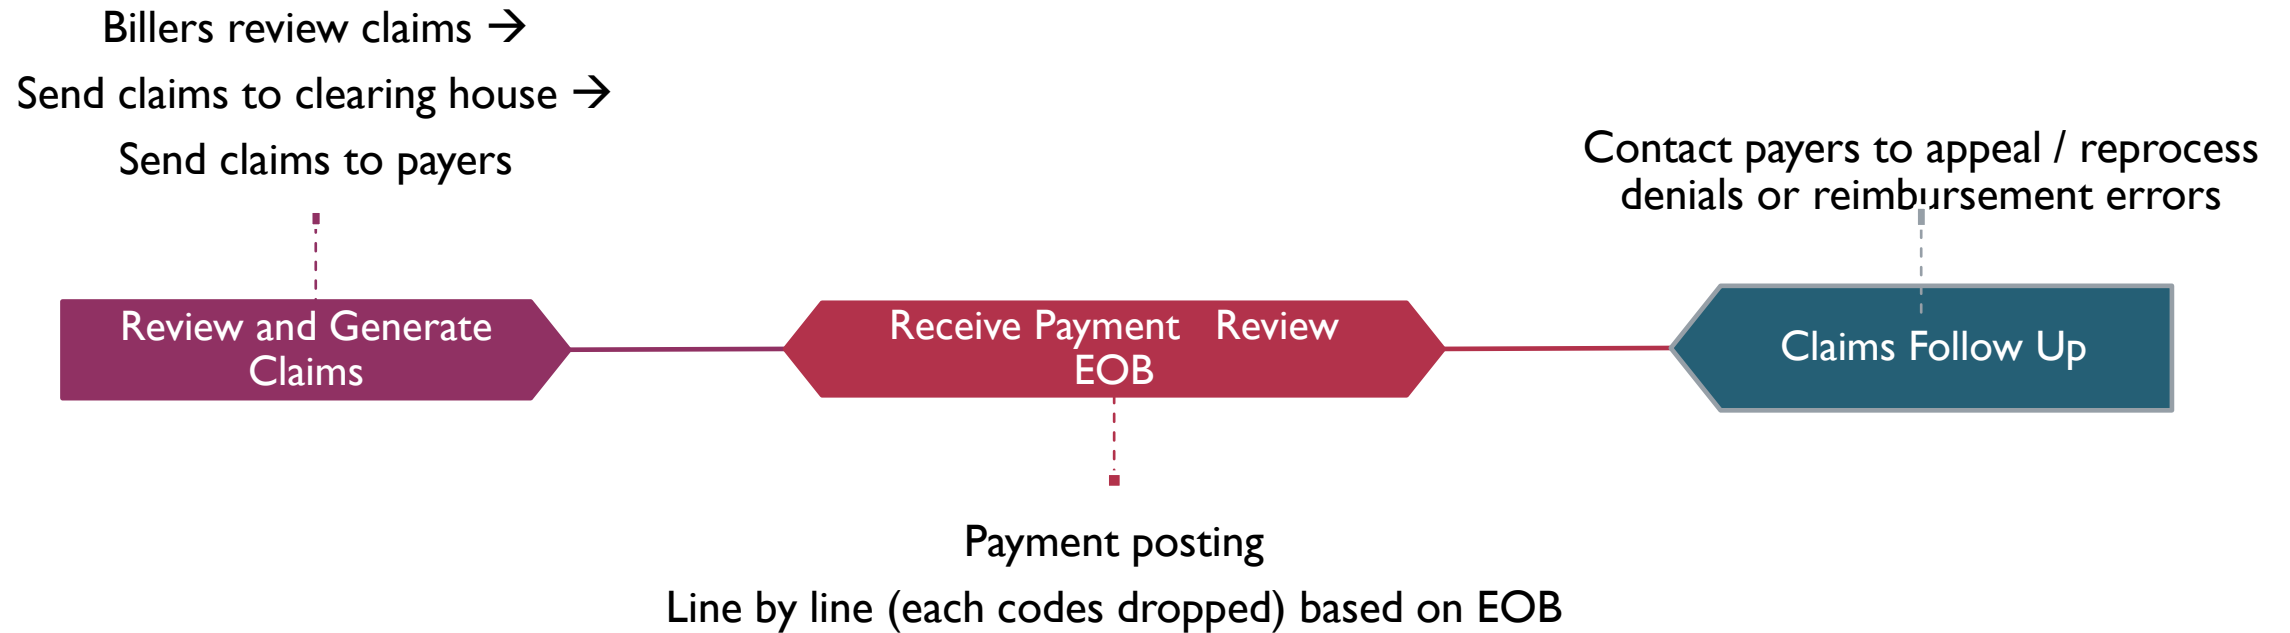 Billers review claims →
Send claims to clearing house →
Send claims to payers
Contact payers to appeal / reprocess
denials or reimbursement errors
Review and Generate
Claims
Receive Payment Review
EOB
Claims Follow Up
Payment posting
Line by line (each codes dropped) based on EOB